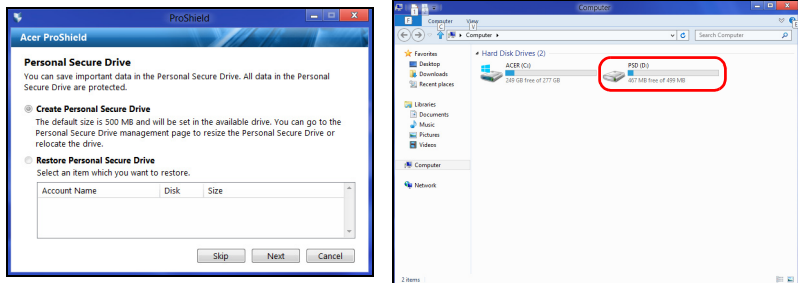 ProShield
Acer ProShield
Personal Secure Drive
You can save important data in the Personal Secure Drive. All data in the Personal
Secure Drive are protected.
Create Personal Secure Drive
The default size is 500 MB and will be set in the available drive. You can go to the
Personal Secure Drive management page to resize the Personal Secure Drive or
relocate the drive.
Restore Personal Secure Drive
Select an item which you want to restore.
Account Name Disk Size
Skip Next Cancel
Computer
1
F Computer View
C V E
Computer
Search Computer
Favorites
Desktop
Downloads
Recent places
Libraries
Documents
Music
Pictures
Videos
Computer
Network
Hard Disk Drives (2)
ACER (C:)
249 GB free of 277 GB
PSD (D:)
467 MB free of 499 MB
2 items